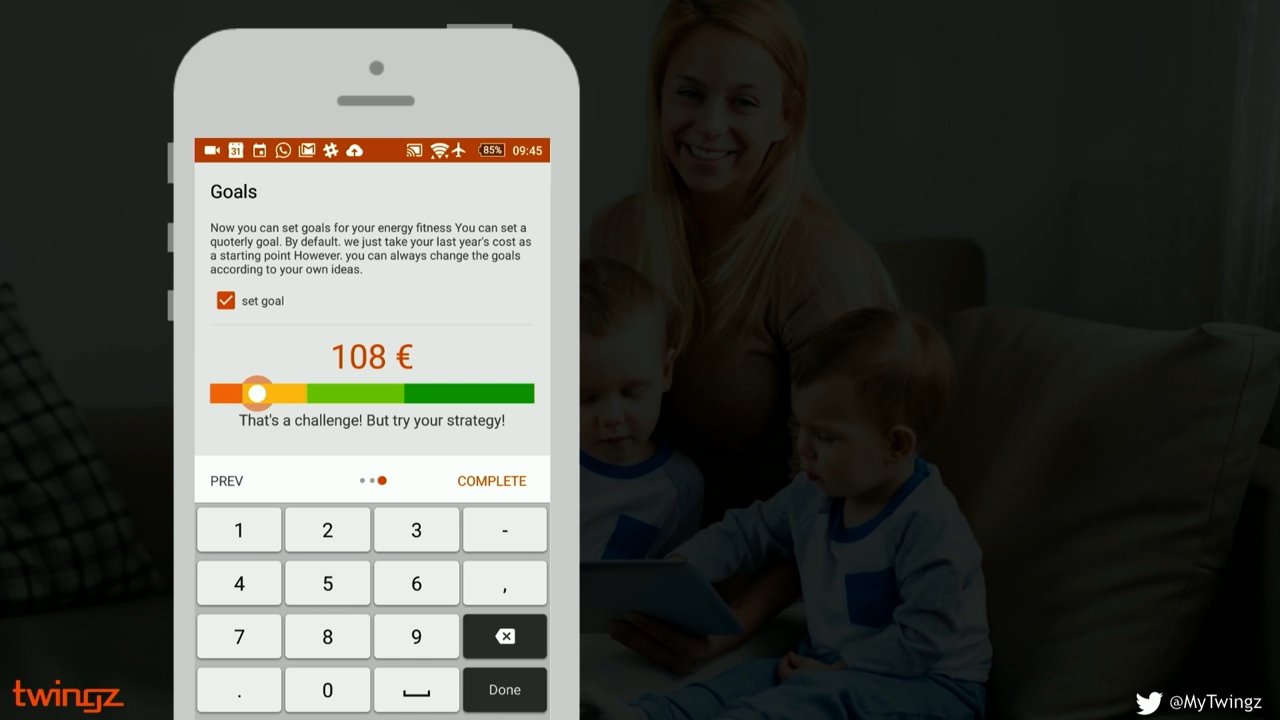 31 85% 09:45
Goals
Now you can set goals for your energy fitness You can set a
quoterly goal. By default. we just take your last year's cost as
a starting point However. you can always change the goals
according to your own ideas.
set goal
108 €
That's a challenge! But try your strategy!
PREV COMPLETE
1 2 3 -
4 5 6 ,
7 8 9
. 0 Done
twingz
@MyTwingz